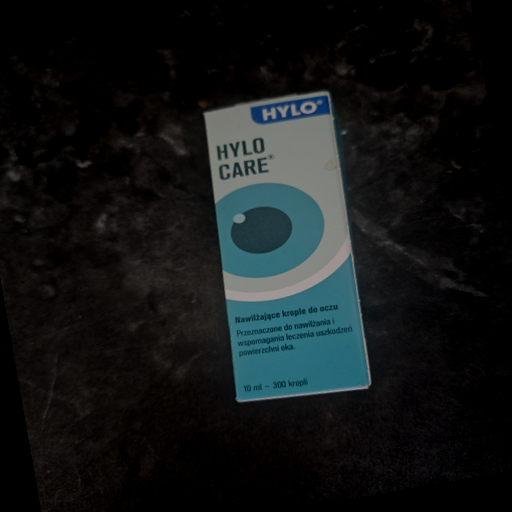 HYLO®
HYLO
CARE®
Nawilżające krople do oczu
Przeznaczone do nawilżania i
wspomagania leczenia uszkodzeń
powierzchni oka.
10 ml ~ 300 kropli